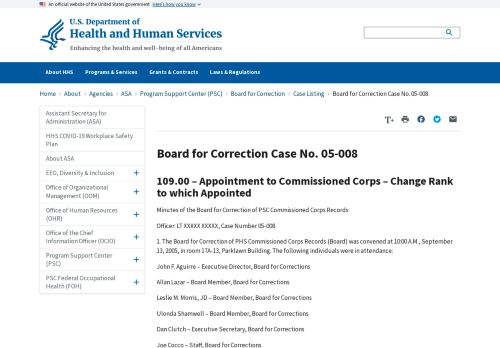 An official website of the United States government Here's how you know
U.S. Department of
Health and Human Services
Enhancing the health and well-being of all Americans
About HHS Programs & Services Grants & Contracts Laws & Regulations
Home > About > Agencies > ASA > Program Support Center (PSC) > Board for Correction > Case Listing > Board for Correction Case No. 05-008
Assistant Secretary for
Administration (ASA)
HHS COVID-19 Workplace Safety
Plan
About ASA
EEO, Diversity & Inclusion +
Office of Organizational
Management (OOM) +
Office of Human Resources
(OHR) +
Office of the Chief
Information Officer (OCIO) +
Program Support Center
(PSC) +
PSC Federal Occupational
Health (FOH) +
T+
Board for Correction Case No. 05-008
109.00 – Appointment to Commissioned Corps – Change Rank
to which Appointed
Minutes of the Board for Correction of PSC Commissioned Corps Records
Officer: LT XXXXX XXXXX, Case Number 05-008
1. The Board for Correction of PHS Commissioned Corps Records (Board) was convened at 10:00 A.M., September
13, 2005, in room 17A-13, Parklawn Building. The following individuals were in attendance:
John F. Aguirre – Executive Director, Board for Corrections
Allan Lazar – Board Member, Board for Corrections
Leslie M. Morris, JD – Board Member, Board for Corrections
Ulonda Shamwell – Board Member, Board for Corrections
Dan Clutch – Executive Secretary, Board for Corrections
Joe Cocco – Staff, Board for Corrections